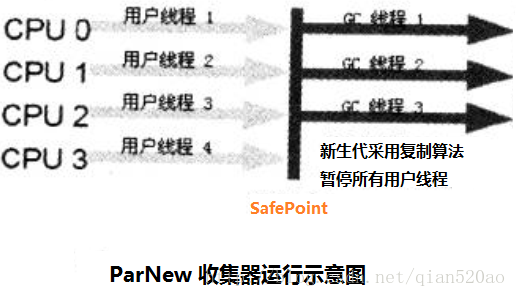 CPU 0 用户线程 1 GC 线程 1
CPU 1 用户线程 2 GC 线程 2
CPU 2 用户线程 3 GC 线程 3
CPU 3 用户线程 4
新生代采用复制算法
暂停所有用户线程
SafePoint
ParNew 收集器运行示意图
.net/qian520ao